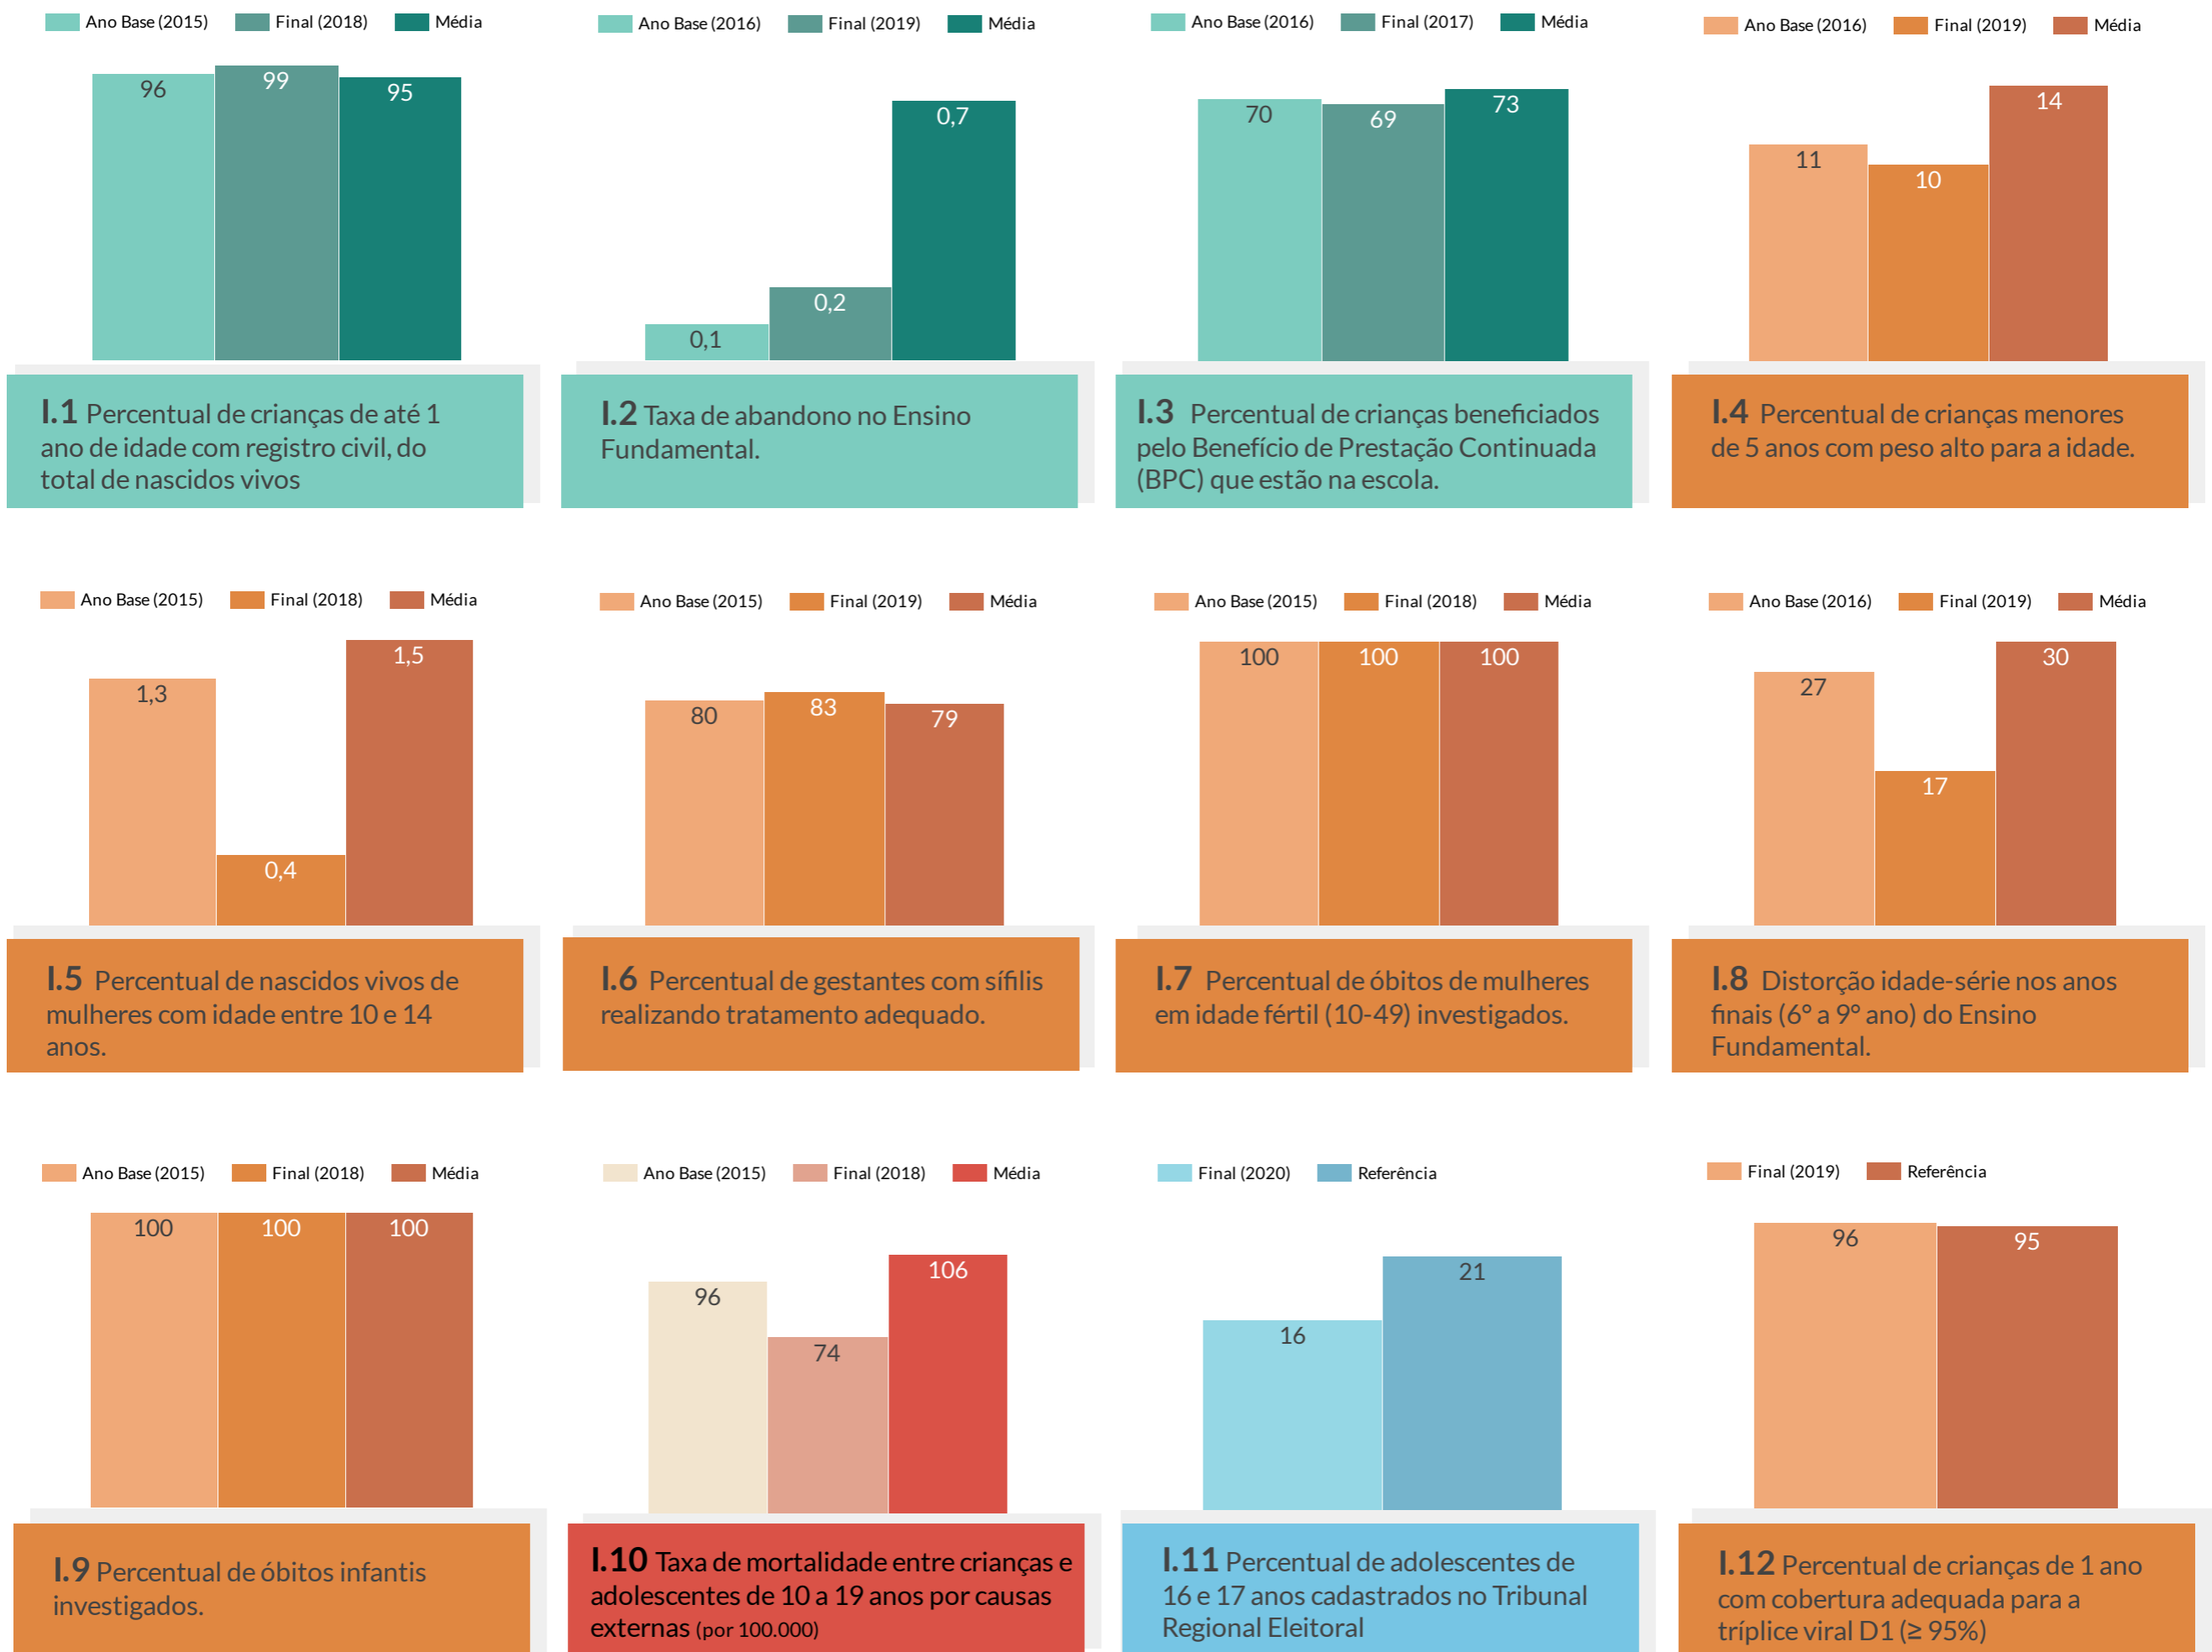 Ano Base (2015) Final (2018) Média
96 99 95
I.1 Percentual de crianças de até 1
ano de idade com registro civil, do
total de nascidos vivos
Ano Base (2016) Final (2019) Média
0,1 0,2 0,7
I.2 Taxa de abandono no Ensino
Fundamental.
Ano Base (2016) Final (2017) Média
70 69 73
I.3 Percentual de crianças beneficiados
pelo Benefício de Prestação Continuada
(BPC) que estão na escola.
Ano Base (2016) Final (2019) Média
11 10 14
I.4 Percentual de crianças menores
de 5 anos com peso alto para a idade.
Ano Base (2015) Final (2018) Média
1,3 0,4 1,5
I.5 Percentual de nascidos vivos de
mulheres com idade entre 10 e 14
anos.
Ano Base (2015) Final (2019) Média
80 83 79
I.6 Percentual de gestantes com sífilis
realizando tratamento adequado.
Ano Base (2015) Final (2018) Média
100 100 100
I.7 Percentual de óbitos de mulheres
em idade fértil (10-49) investigados.
Ano Base (2016) Final (2019) Média
27 17 30
I.8 Distorção idade-série nos anos
finais (6° a 9° ano) do Ensino
Fundamental.
Ano Base (2015) Final (2018) Média
100 100 100
I.9 Percentual de óbitos infantis
investigados.
Ano Base (2015) Final (2018) Média
96 74 106
I.10 Taxa de mortalidade entre crianças e
adolescentes de 10 a 19 anos por causas
externas (por 100.000)
Final (2020) Referência
16 21
I.11 Percentual de adolescentes de
16 e 17 anos cadastrados no Tribunal
Regional Eleitoral
Final (2019) Referência
96 95
I.12 Percentual de crianças de 1 ano
com cobertura adequada para a
tríplice viral D1 (≥ 95%)